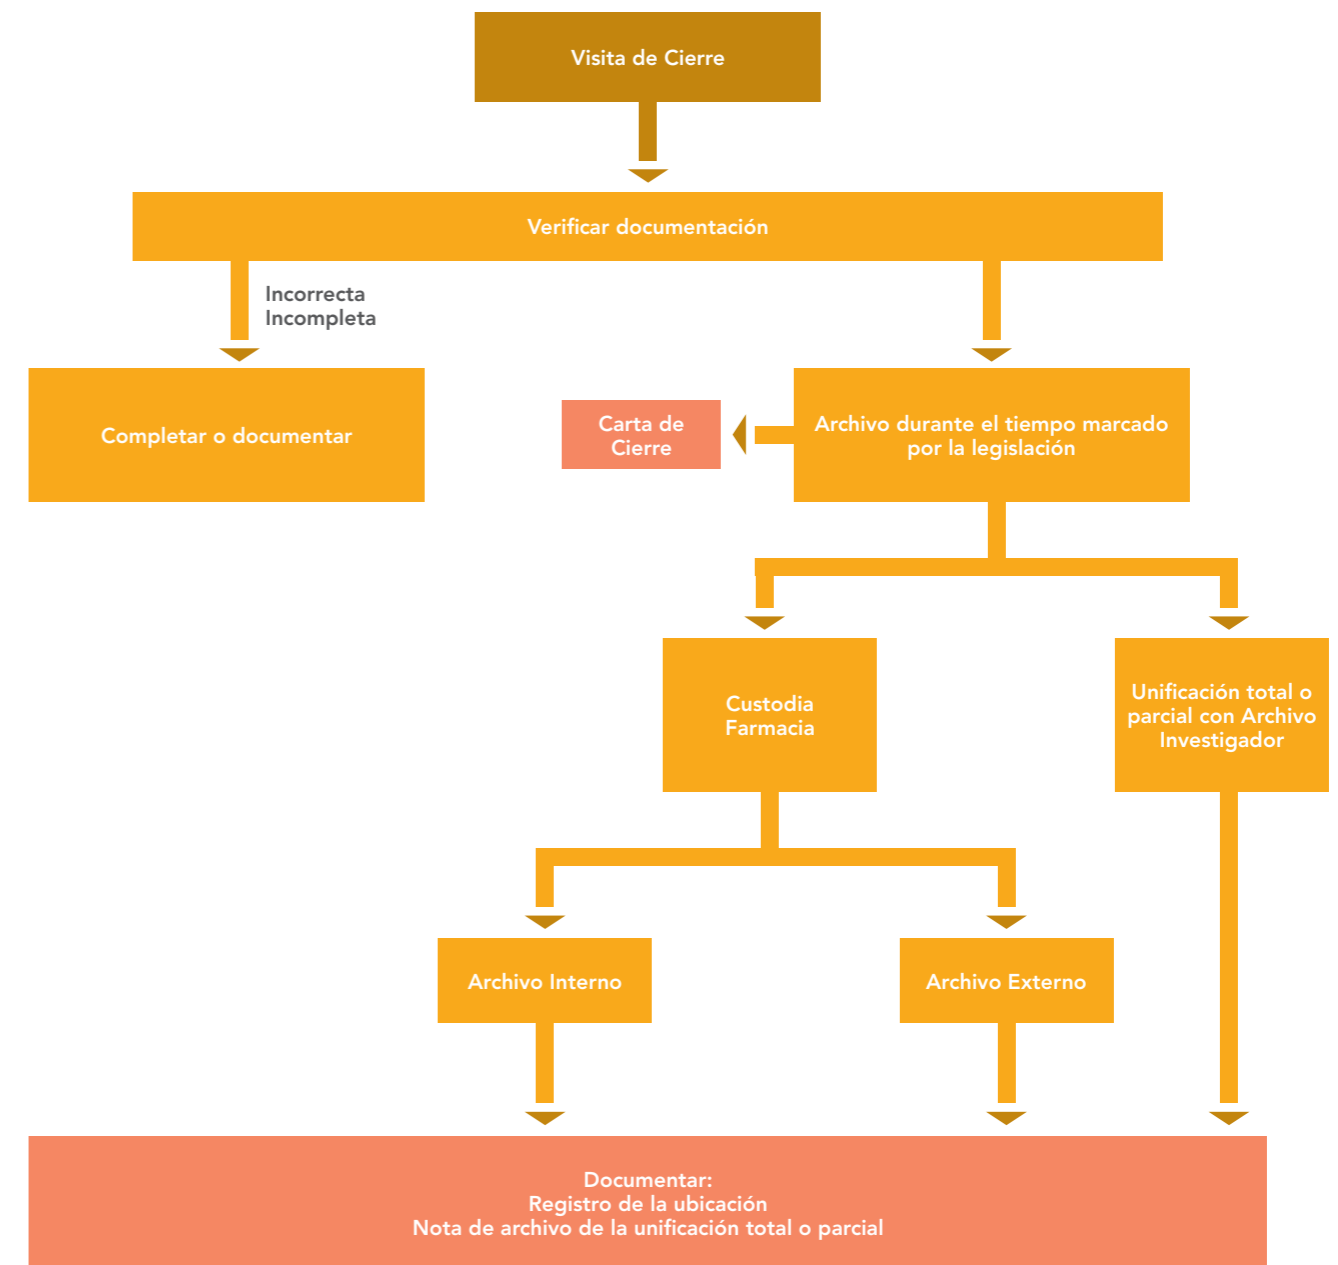 Visita de Cierre
Verificar documentación
Incorrecta
Incompleta
Completar o documentar
Carta de
Cierre
Archivo durante el tiempo marcado
por la legislación
Custodia
Farmacia
Unificación total o
parcial con Archivo
Investigador
Archivo Interno
Archivo Externo
Documentar:
Registro de la ubicación
Nota de archivo de la unificación total o parcial